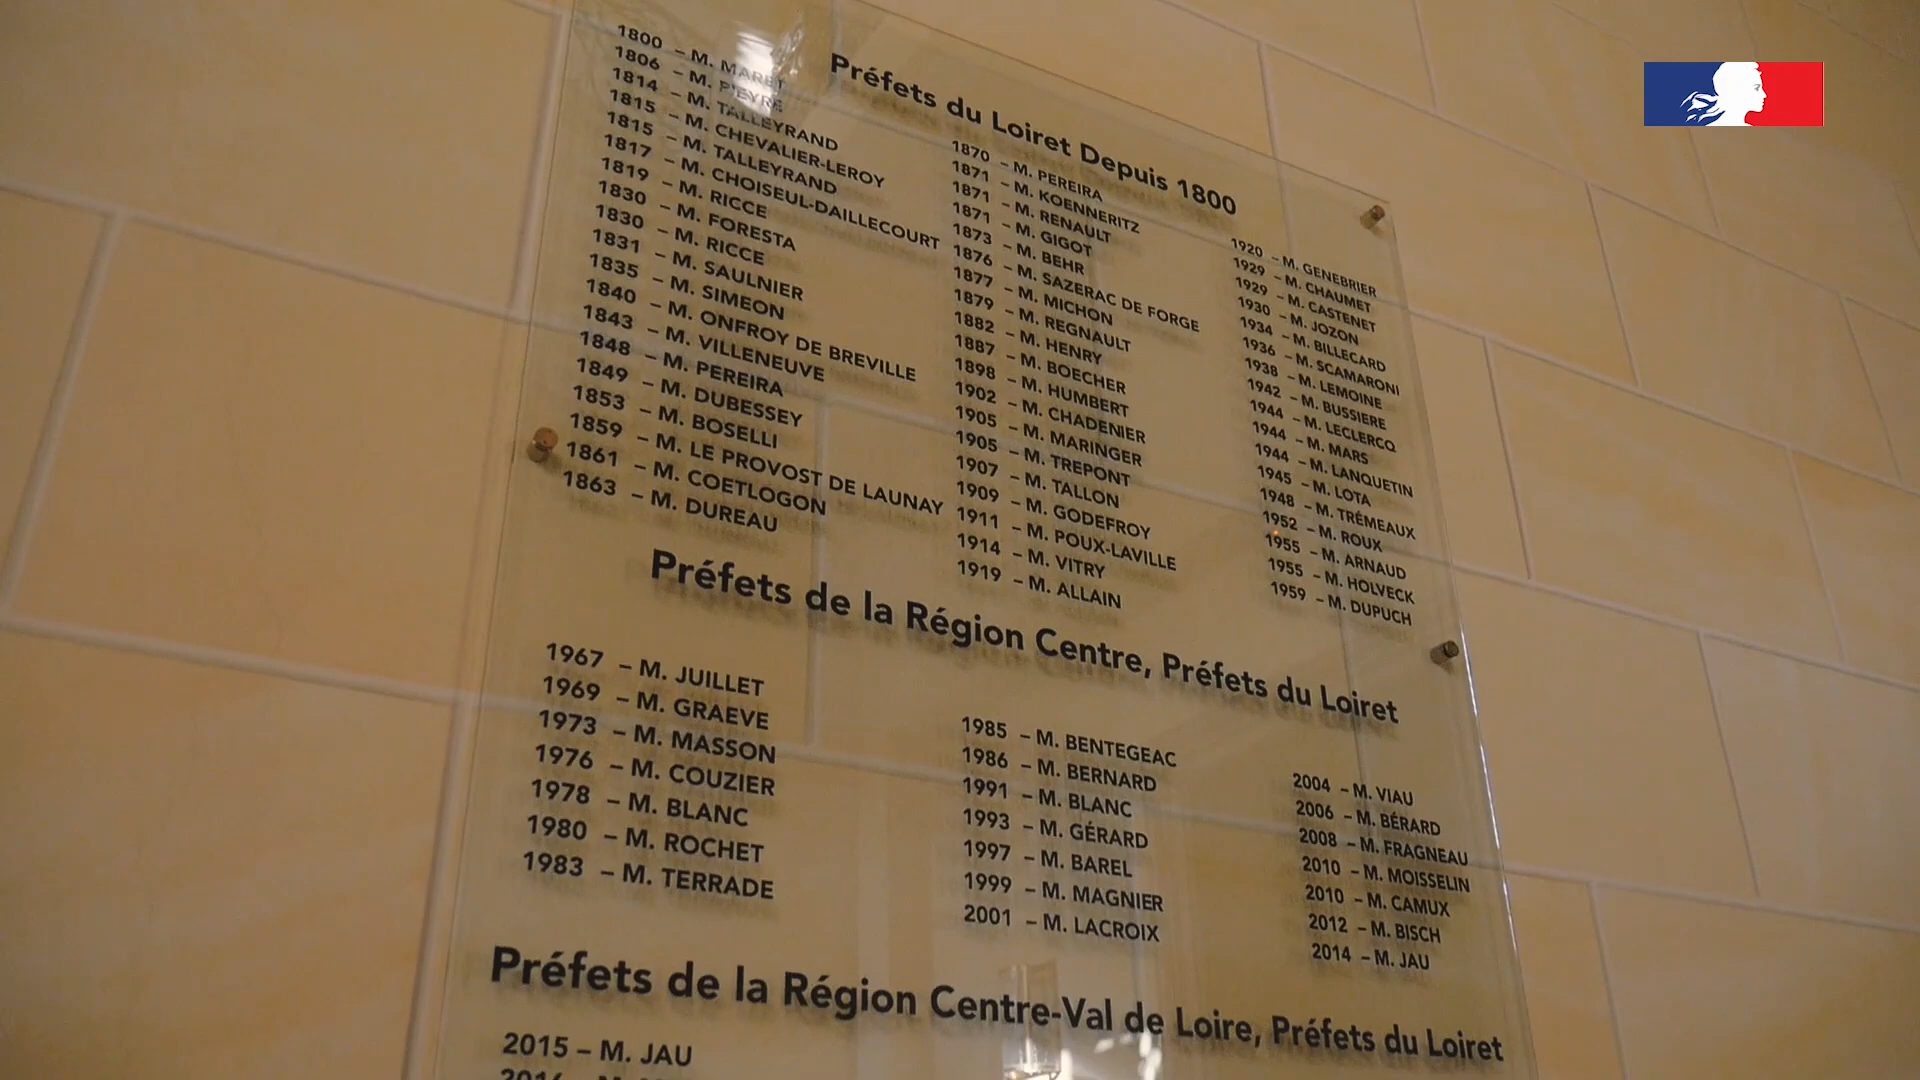 Préfets du Loiret Depuis 1800
1800 – M. MARET
1806 – M. PIEYRE
1814 – M. TALLEYRAND
1815 – M. CHEVALIER-LEROY
1815 – M. TALLEYRAND
1817 – M. CHOISEUL-DAILLECOURT
1819 – M. RICCE
1830 – M. FORESTA
1830 – M. RICCE
1831 – M. SAULNIER
1835 – M. SIMEON
1840 – M. ONFROY DE BREVILLE
1843 – M. VILLENEUVE
1848 – M. PEREIRA
1849 – M. DUBESSEY
1853 – M. BOSELLI
1859 – M. LE PROVOST DE LAUNAY
1861 – M. COETLOGON
1863 – M. DUREAU
1870 – M. PEREIRA
1871 – M. KOENNERITZ
1871 – M. RENAULT
1871 – M. GIGOT
1873 – M. BEHR
1876 – M. SAZERAC DE FORGE
1877 – M. MICHON
1879 – M. REGNAULT
1882 – M. HENRY
1887 – M. BOECHER
1898 – M. HUMBERT
1902 – M. CHADENIER
1905 – M. MARINGER
1905 – M. TREPONT
1907 – M. TALLON
1909 – M. GODEFROY
1911 – M. POUX-LAVILLE
1914 – M. VITRY
1919 – M. ALLAIN
1920 – M. GENEBRIER
1929 – M. CHAUMET
1929 – M. CASTENET
1930 – M. JOZON
1934 – M. BILLECARD
1936 – M. SCAMARONI
1938 – M. LEMOINE
1942 – M. BUSSIERE
1944 – M. LECLERCQ
1944 – M. MARS
1944 – M. LANQUETIN
1945 – M. LOTA
1948 – M. TRÉMEAUX
1952 – M. ROUX
1955 – M. ARNAUD
1955 – M. HOLVECK
1959 – M. DUPUCH
Préfets de la Région Centre, Préfets du Loiret
1967 – M. JUILLET
1969 – M. GRAEVE
1973 – M. MASSON
1976 – M. COUZIER
1978 – M. BLANC
1980 – M. ROCHET
1983 – M. TERRADE
1985 – M. BENTEGEAC
1986 – M. BERNARD
1991 – M. BLANC
1993 – M. GÉRARD
1997 – M. BAREL
1999 – M. MAGNIER
2001 – M. LACROIX
2004 – M. VIAU
2006 – M. BÉRARD
2008 – M. FRAGNEAU
2010 – M. MOISSELIN
2010 – M. CAMUX
2012 – M. BISCH
2014 – M. JAU
Préfets de la Région Centre-Val de Loire, Préfets du Loiret
2015 – M. JAU